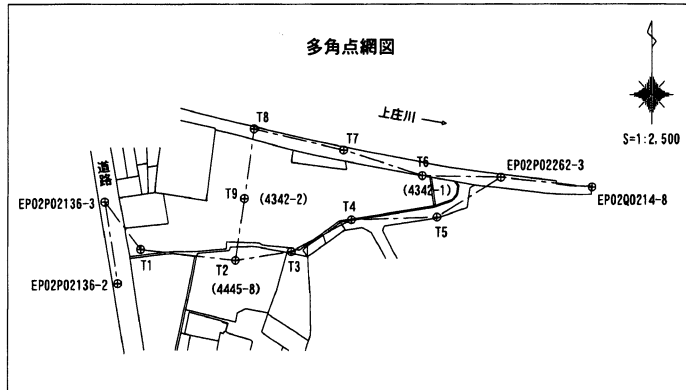 多角点網図
S=1:2,500
上庄川
T8
T7
T6
EP02P02262-3
道路
(4342-1)
EP02Q0214-8
EP02P02136-3
T9
(4342-2)
T4
T5
T1
T2
T3
EP02P02136-2
(4445-8)